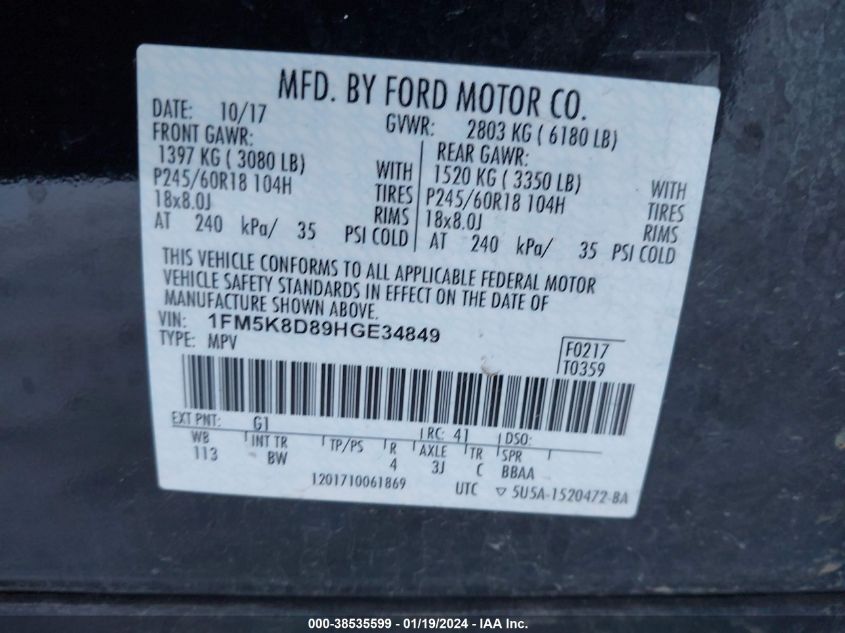 MFD. BY FORD MOTOR CO.
DATE: 10/17
GVWR: 2803 KG ( 6180 LB)
FRONT GAWR:
1397 KG ( 3080 LB) WITH
P245/60R18 104H TIRES
18x8.0J RIMS
AT 240 kPa/ 35 PSI COLD
REAR GAWR:
1520 KG ( 3350 LB) WITH
P245/60R18 104H TIRES
18x8.0J RIMS
AT 240 kPa/ 35 PSI COLD
THIS VEHICLE CONFORMS TO ALL APPLICABLE FEDERAL MOTOR
VEHICLE SAFETY STANDARDS IN EFFECT ON THE DATE OF
MANUFACTURE SHOWN ABOVE.
VIN: 1FM5K8D89HGE34849
TYPE: MPV
F0217
T0359
EXT PNT: G1 RC: 41 DSO:
WB INT TR TP/PS R AXLE TR SPR
113 BW 4 3J C BBAA
1201710061869 UTC ▽ 5U5A-1520472-BA
000-38535599 - 01/19/2024 - IAA Inc.